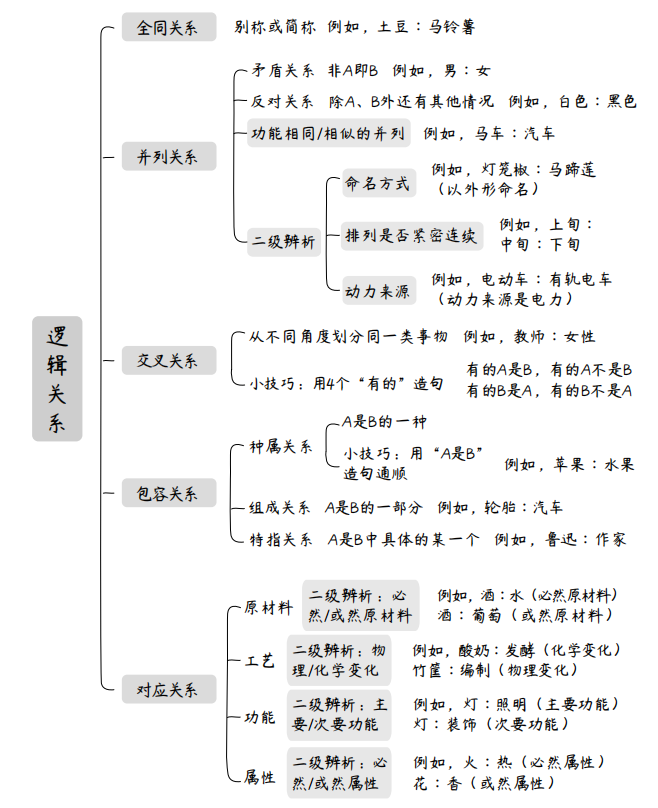 逻辑关系
全同关系 别称或简称 例如，土豆：马铃薯
并列关系
矛盾关系 非A即B 例如，男：女
反对关系 除A、B外还有其他情况 例如，白色：黑色
功能相同/相似的并列 例如，马车：汽车
二级辨析
命名方式 例如，灯笼椒：马蹄莲
（以外形命名）
排列是否紧密连续 例如，上旬：
中旬：下旬
动力来源 例如，电动车：有轨电车
（动力来源是电力）
交叉关系
从不同角度划分同一类事物 例如，教师：女性
小技巧：用4个“有的”造句 有的A是B，有的A不是B
有的B是A，有的B不是A
包容关系
种属关系
A是B的一种
小技巧：用“A是B”
造句通顺 例如，苹果：水果
组成关系 A是B的一部分 例如，轮胎：汽车
特指关系 A是B中具体的某一个 例如，鲁迅：作家
对应关系
原材料 二级辨析：必 例如，酒：水（必然原材料）
然/或然原材料 酒：葡萄（或然原材料）
工艺 二级辨析：物 例如，酸奶：发酵（化学变化）
理/化学变化 竹筐：编制（物理变化）
功能 二级辨析：主 例如，灯：照明（主要功能）
要/次要功能 灯：装饰（次要功能）
属性 二级辨析：必 例如，火：热（必然属性）
然/或然属性 花：香（或然属性）